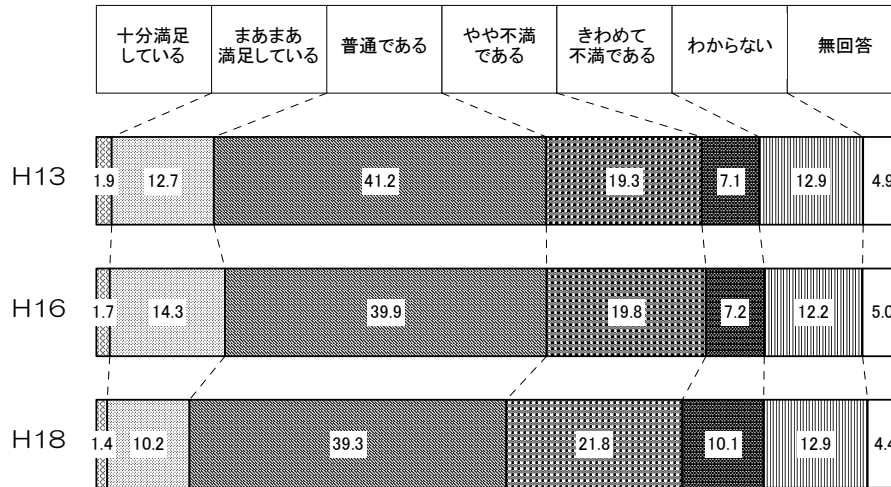 十分満足
している
まあまあ
満足している
普通である
やや不満
である
きわめて
不満である
わからない
無回答
H13
1.9
12.7
41.2
19.3
7.1
12.9
4.9
H16
1.7
14.3
39.9
19.8
7.2
12.2
5.0
H18
1.4
10.2
39.3
21.8
10.1
12.9
4.4